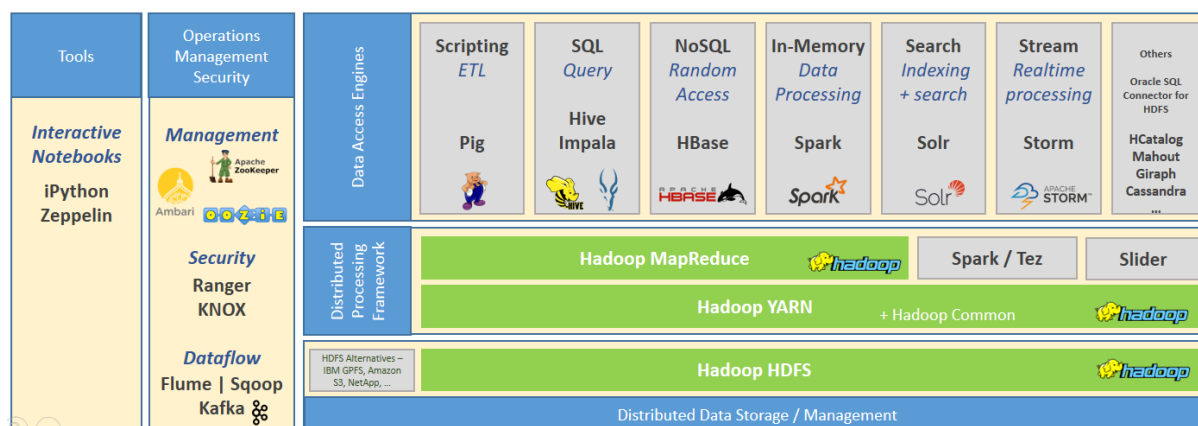 Tools
Interactive
Notebooks
iPython
Zeppelin
Operations
Management
Security
Management
Apache
ZooKeeper
Ambari
OOZIE
Security
Ranger
KNOX
Dataflow
Flume | Sqoop
Kafka
Data Access Engines
Scripting
ETL
Pig
SQL
Query
Hive
Impala
HIVE
NoSQL
Random
Access
HBase
APACHE
HBASE
In-Memory
Data
Processing
Spark
Spark
Search
Indexing
+ search
Solr
Solr
Stream
Realtime
processing
Storm
APACHE
STORM™
Others
Oracle SQL
Connector for
HDFS
HCatalog
Mahout
Giraph
Cassandra
...
Distributed
Processing
Framework
Hadoop MapReduce
hadoop
Spark / Tez
Slider
Hadoop YARN
+ Hadoop Common
hadoop
HDFS Alternatives –
IBM GPFS, Amazon
S3, NetApp, ...
Hadoop HDFS
hadoop
Distributed Data Storage / Management